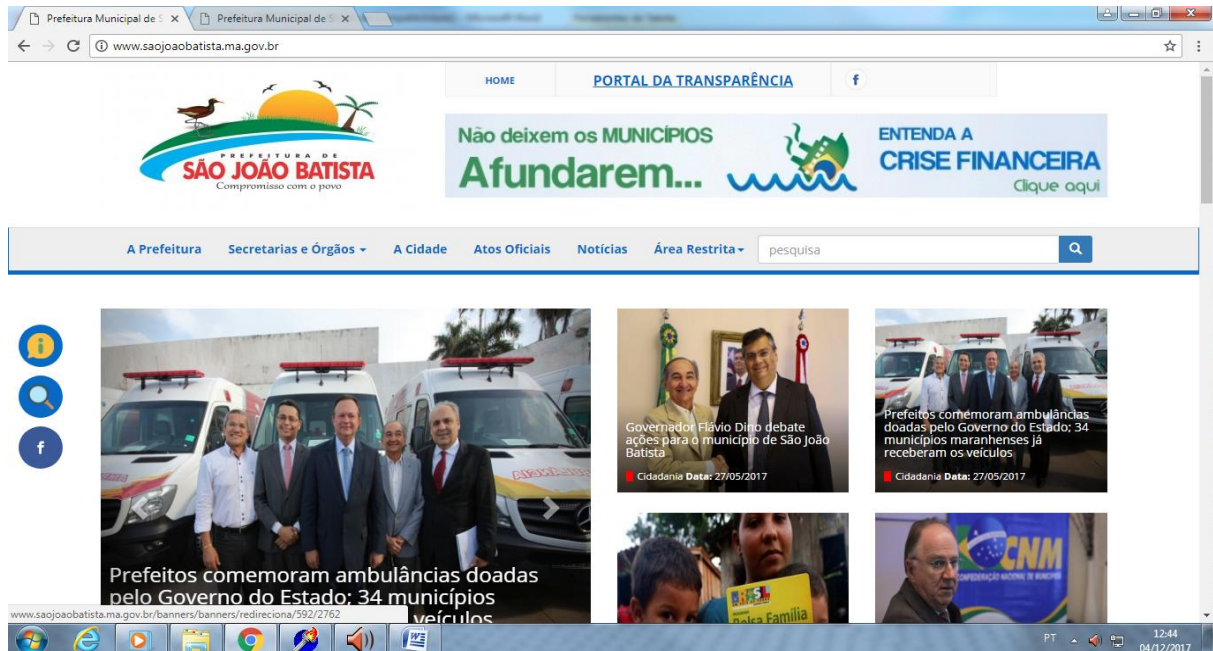 Prefeitura Municipal de S
Prefeitura Municipal de S
www.saojoaobatista.ma.gov.br
HOME
PORTAL DA TRANSPARÊNCIA
f
PREFEITURA DE
SÃO JOÃO BATISTA
Compromisso com o povo
Não deixem os MUNICÍPIOS
Afundarem...
ENTENDA A
CRISE FINANCEIRA
Clique aqui
A Prefeitura
Secretarias e Órgãos
A Cidade
Atos Oficiais
Notícias
Área Restrita
pesquisa
i
f
Prefeitos comemoram ambulâncias doadas
pelo Governo do Estado; 34 municípios
veículos
Governador Flávio Dino debate
ações para o município de São João
Batista
Cidadania Data: 27/05/2017
Prefeitos comemoram ambulâncias
doadas pelo Governo do Estado; 34
municípios maranhenses já
receberam os veículos
Cidadania Data: 27/05/2017
BRASIL
Bolsa Família
CNM
CONFEDERAÇÃO NACIONAL DE MUNICÍPIOS
www.saojoaobatista.ma.gov.br/banners/banners/redireciona/592/2762
PT
12:44
04/12/2017